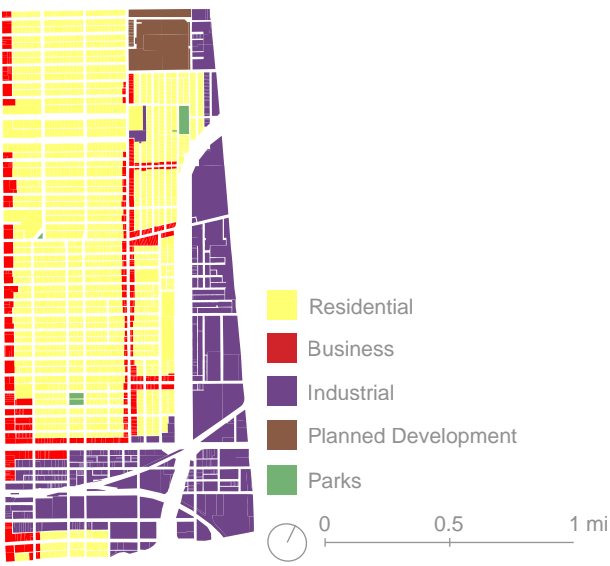 Residential
Business
Industrial
Planned Development
Parks
0 0.5 1 mi